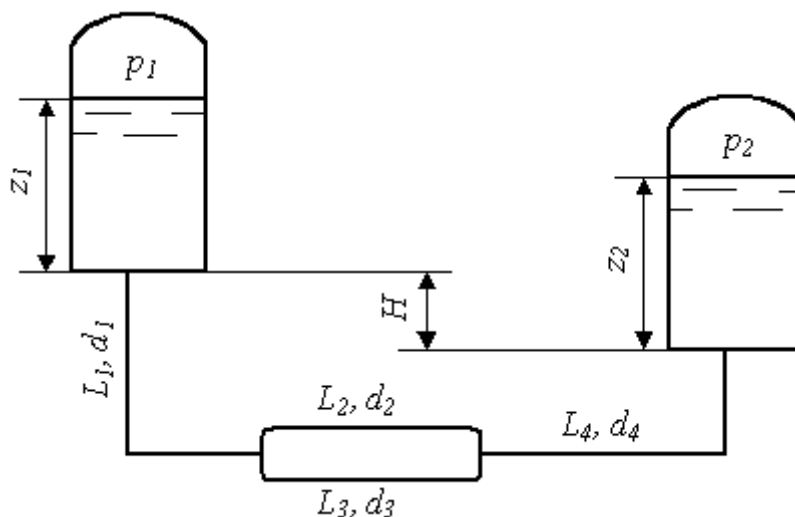 p₁
p₂
z₁
z₂
H
L₁, d₁
L₂, d₂
L₄, d₄
L₃, d₃